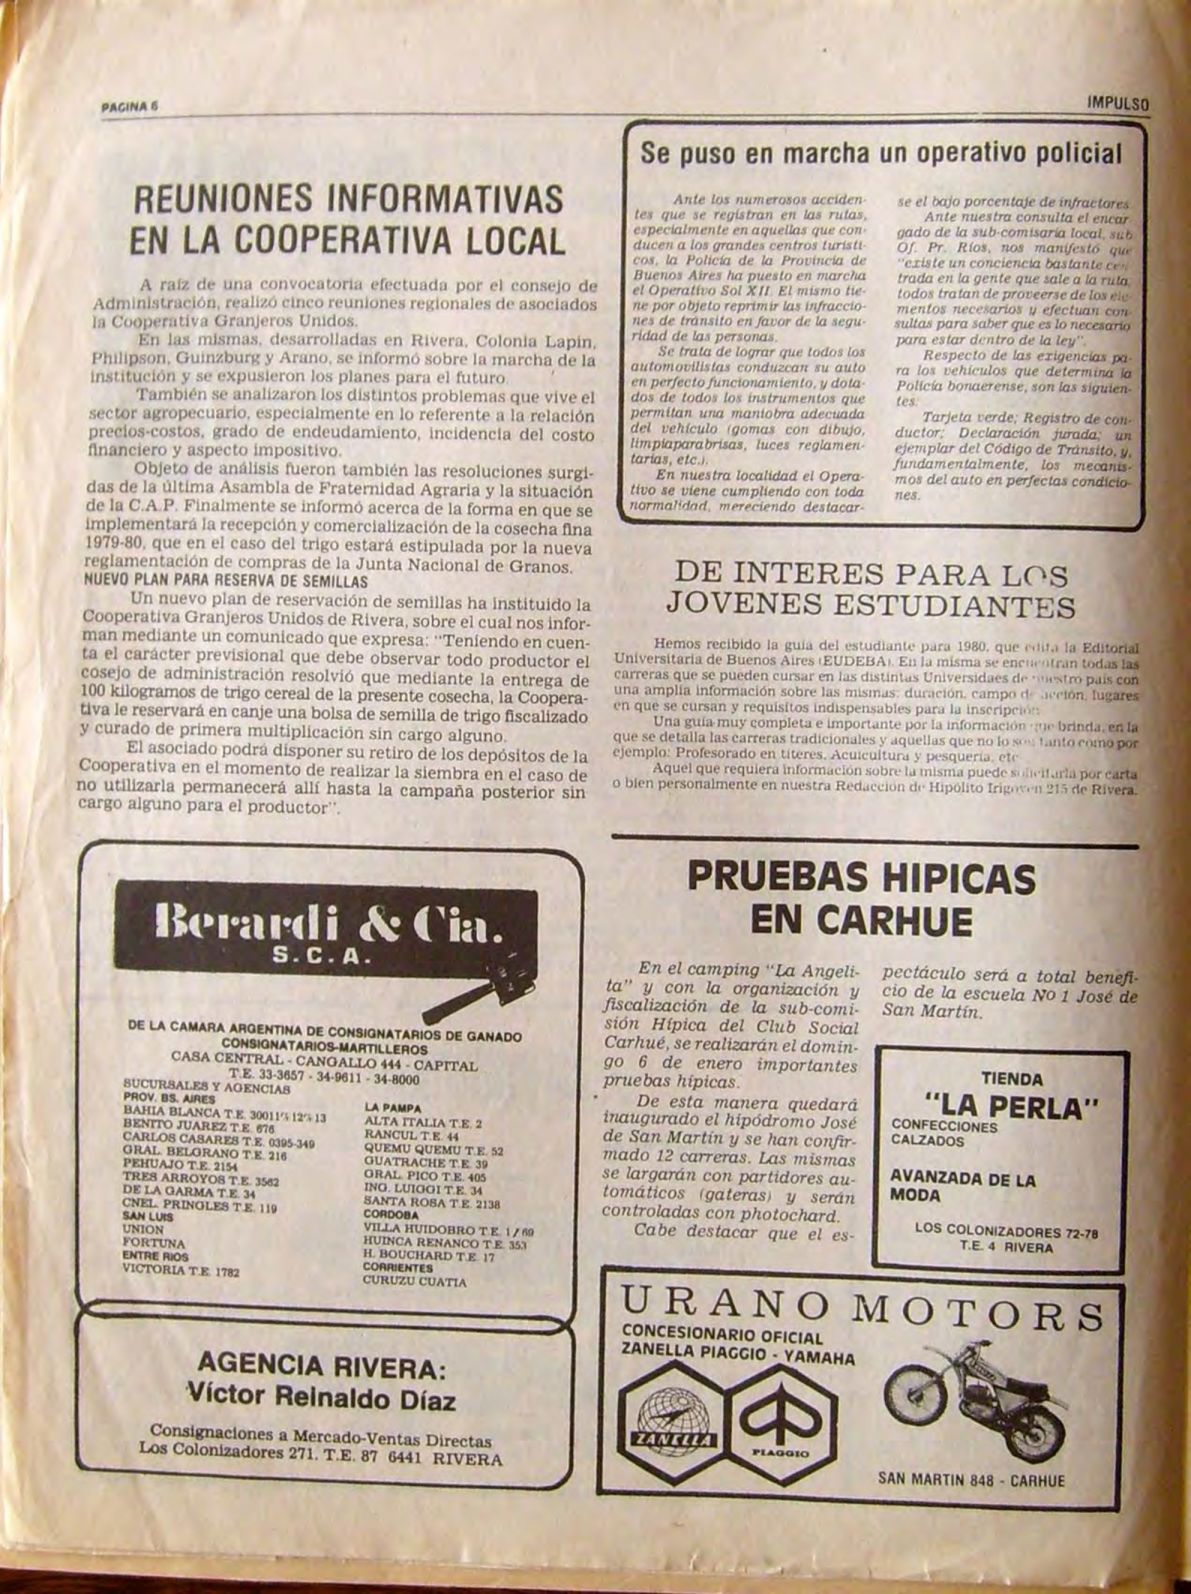 PAGINA 6
IMPULSO
REUNIONES INFORMATIVAS
EN LA COOPERATIVA LOCAL
A raíz de una convocatoria efectuada por el consejo de
Administración, realizó cinco reuniones regionales de asociados
la Cooperativa Granjeros Unidos.
En las mismas, desarrolladas en Rivera, Colonia Lapin,
Philipson, Guinzburg y Arano, se informó sobre la marcha de la
institución y se expusieron los planes para el futuro.
También se analizaron los distintos problemas que vive el
sector agropecuario, especialmente en lo referente a la relación
precios-costos, grado de endeudamiento, incidencia del costo
financiero y aspecto impositivo.
Objeto de análisis fueron también las resoluciones surgi-
das de la última Asambla de Fraternidad Agraria y la situación
de la C.A.P. Finalmente se informó acerca de la forma en que se
implementará la recepción y comercialización de la cosecha fina
1979-80, que en el caso del trigo estará estipulada por la nueva
reglamentación de compras de la Junta Nacional de Granos.
NUEVO PLAN PARA RESERVA DE SEMILLAS
Un nuevo plan de reservación de semillas ha instituido la
Cooperativa Granjeros Unidos de Rivera, sobre el cual nos infor-
man mediante un comunicado que expresa: "Teniendo en cuen-
ta el carácter previsional que debe observar todo productor el
cosejo de administración resolvió que mediante la entrega de
100 kilogramos de trigo cereal de la presente cosecha, la Coopera-
tiva le reservará en canje una bolsa de semilla de trigo fiscalizado
y curado de primera multiplicación sin cargo alguno.
El asociado podrá disponer su retiro de los depósitos de la
Cooperativa en el momento de realizar la siembra en el caso de
no utilizarla permanecerá allí hasta la campaña posterior sin
cargo alguno para el productor".
Se puso en marcha un operativo policial
Ante los numerosos acciden-
tes que se registran en las rutas,
especialmente en aquellas que con-
ducen a los grandes centros turísti-
cos, la Policía de la Provincia de
Buenos Aires ha puesto en marcha
el Operativo Sol XII. El mismo tie-
ne por objeto reprimir las infraccio-
nes de tránsito en favor de la segu-
ridad de las personas.
Se trata de lograr que todos los
automovilistas conduzcan su auto
en perfecto funcionamiento, y dota-
dos de todos los instrumentos que
permitan una maniobra adecuada
del vehículo (gomas con dibujo,
limpiaparabrisas, luces reglamen-
tarias, etc.).
En nuestra localidad el Opera-
tivo se viene cumpliendo con toda
normalidad, mereciendo destacar-
se el bajo porcentaje de infractores.
Ante nuestra consulta el encar-
gado de la sub-comisaria local, sub
Of. Pr. Ríos, nos manifestó que
"existe un conciencia bastante cen-
trada en la gente que sale a la ruta,
todos tratan de proveerse de los ele-
mentos necesarios y efectuan con-
sultas para saber que es lo necesario
para estar dentro de la ley".
Respecto de las exigencias pa-
ra los vehículos que determina la
Policía bonaerense, son las siguien-
tes:
Tarjeta verde; Registro de con-
ductor; Declaración jurada; un
ejemplar del Código de Tránsito, y,
fundamentalmente, los mecanis-
mos del auto en perfectas condicio-
nes.
DE INTERES PARA LOS
JOVENES ESTUDIANTES
Hemos recibido la guía del estudiante para 1980, que edita la Editorial
Universitaria de Buenos Aires (EUDEBA). En la misma se encuentran todas las
carreras que se pueden cursar en las distintas Universidaes de nuestro país con
una amplia información sobre las mismas: duración, campo de acción, lugares
en que se cursan y requisitos indispensables para la inscripción.
Una guía muy completa e importante por la información que brinda, en la
que se detalla las carreras tradicionales y aquellas que no lo son tanto como por
ejemplo: Profesorado en títeres, Acuicultura y pesquería, etc
Aquel que requiera información sobre la misma puede solicitarla por carta
o bien personalmente en nuestra Redacción de Hipólito Irigoyen 215 de Rivera.
PRUEBAS HIPICAS
EN CARHUE
En el camping "La Angeli-
ta" y con la organización y
fiscalización de la sub-comi-
sión Hípica del Club Social
Carhué, se realizarán el domin-
go 6 de enero importantes
pruebas hípicas.
De esta manera quedará
inaugurado el hipódromo José
de San Martín y se han confir-
mado 12 carreras. Las mismas
se largarán con partidores au-
tomáticos (gateras) y serán
controladas con photochard.
Cabe destacar que el es-
pectáculo será a total benefi-
cio de la escuela Nº 1 José de
San Martín.
Berardi & Cia.
S.C.A.
DE LA CAMARA ARGENTINA DE CONSIGNATARIOS DE GANADO
CONSIGNATARIOS-MARTILLEROS
CASA CENTRAL - CANGALLO 444 - CAPITAL
T.E. 33-3657 - 34-9611 - 34-8000
SUCURSALES Y AGENCIAS
PROV. BS. AIRES
BAHIA BLANCA T.E.
BENITO JUAREZ T.E. 676
CARLOS CASARES T.E. 0395-349
GRAL. BELGRANO T.E. 216
PEHUAJO T.E. 2154
TRES ARROYOS T.E. 3562
DE LA GARMA T.E. 34
CNEL. PRINGLES T.E. 119
SAN LUIS
UNION
FORTUNA
ENTRE RIOS
VICTORIA T.E. 1782
LA PAMPA
ALTA ITALIA T.E. 2
RANCUL T.E. 44
QUEMU QUEMU T.E. 52
GUATRACHE T.E. 39
GRAL. PICO T.E. 405
ING. LUIGGI T.E. 34
SANTA ROSA T.E. 2138
CORDOBA
VILLA HUIDOBRO T.E. 1 / 69
HUINCA RENANCO T.E. 353
H. BOUCHARD T.E. 17
CORRIENTES
CURUZU CUATIA
AGENCIA RIVERA:
Víctor Reinaldo Díaz
Consignaciones a Mercado-Ventas Directas
Los Colonizadores 271. T.E. 87 6441 RIVERA
TIENDA
"LA PERLA"
CONFECCIONES
CALZADOS
AVANZADA DE LA
MODA
LOS COLONIZADORES 72-78
T.E. 4 RIVERA
URANO MOTORS
CONCESIONARIO OFICIAL
ZANELLA PIAGGIO - YAMAHA
ZANELLA
PIAGGIO
SAN MARTIN 848 - CARHUE